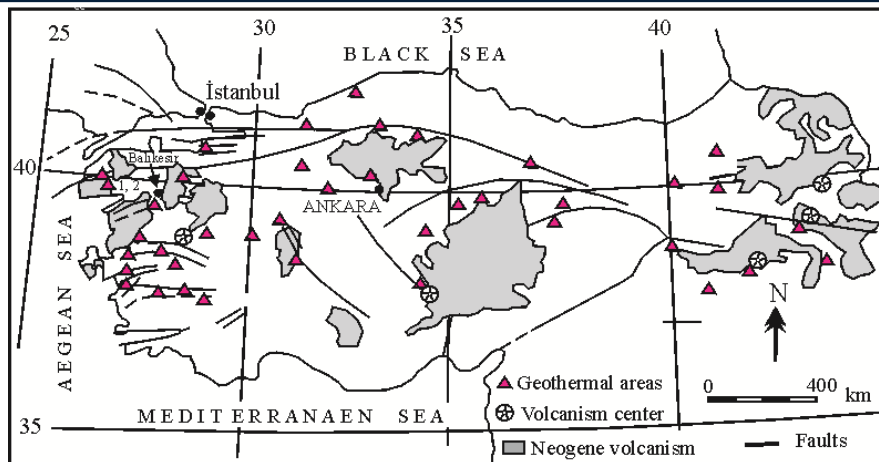 25
30
35
40
BLACK SEA
İstanbul
40
Balıkesir
1, 2
ANKARA
AEGEAN SEA
N
Geothermal areas
0 400
km
Volcanism center
MEDITERRANAEN SEA
35
Neogene volcanism
Faults